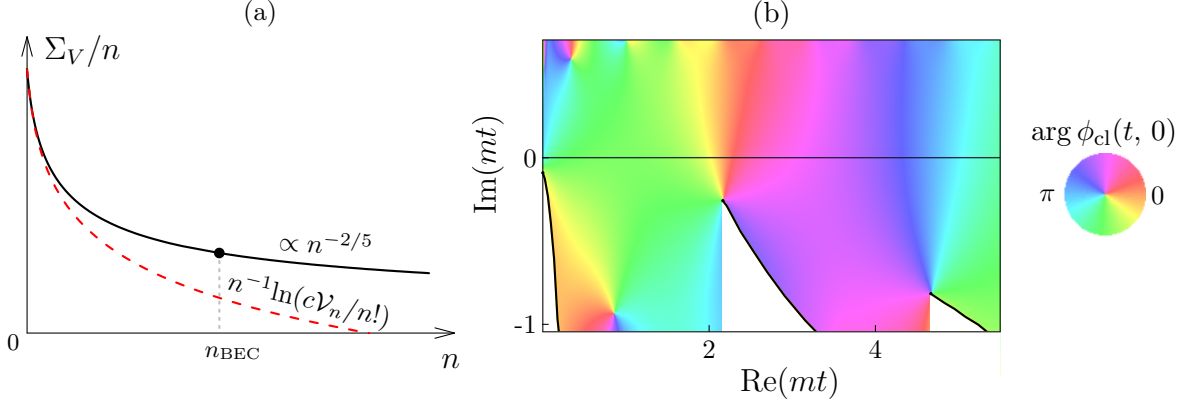 (a)
Σ_V/n
∝ n^{−2/5}
n^{−1}ln(c𝒱_n/n!)
0
n_BEC
n
(b)
Im(mt)
0
-1
2
4
Re(mt)
arg ϕ_cl(t, 0)
π
0